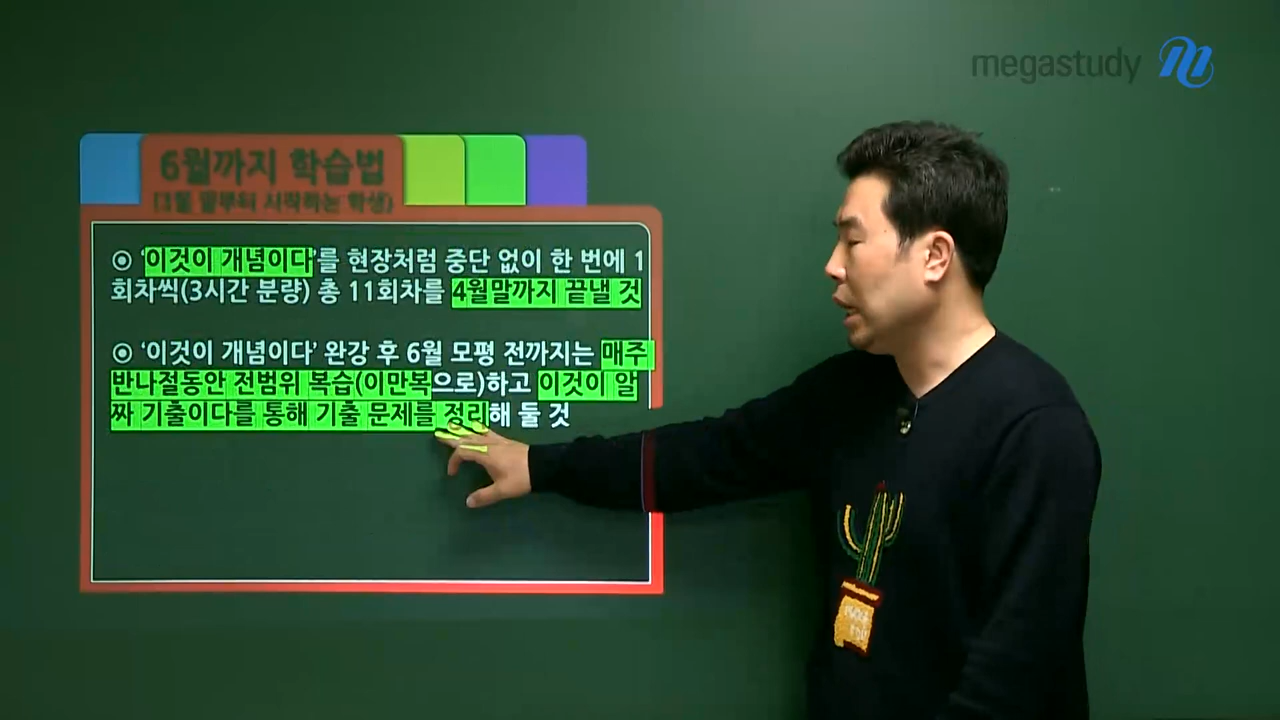 megastudy
6월까지 학습법
(3월 말부터 시작하는 학생)
◎ '이것이 개념이다'를 현장처럼 중단 없이 한 번에 1
회차씩(3시간 분량) 총 11회차를 4월말까지 끝낼 것
◎ '이것이 개념이다' 완강 후 6월 모평 전까지는 매주
반나절동안 전범위 복습(이만복으로)하고 이것이 알
짜 기출이다를 통해 기출 문제를 정리해 둘 것